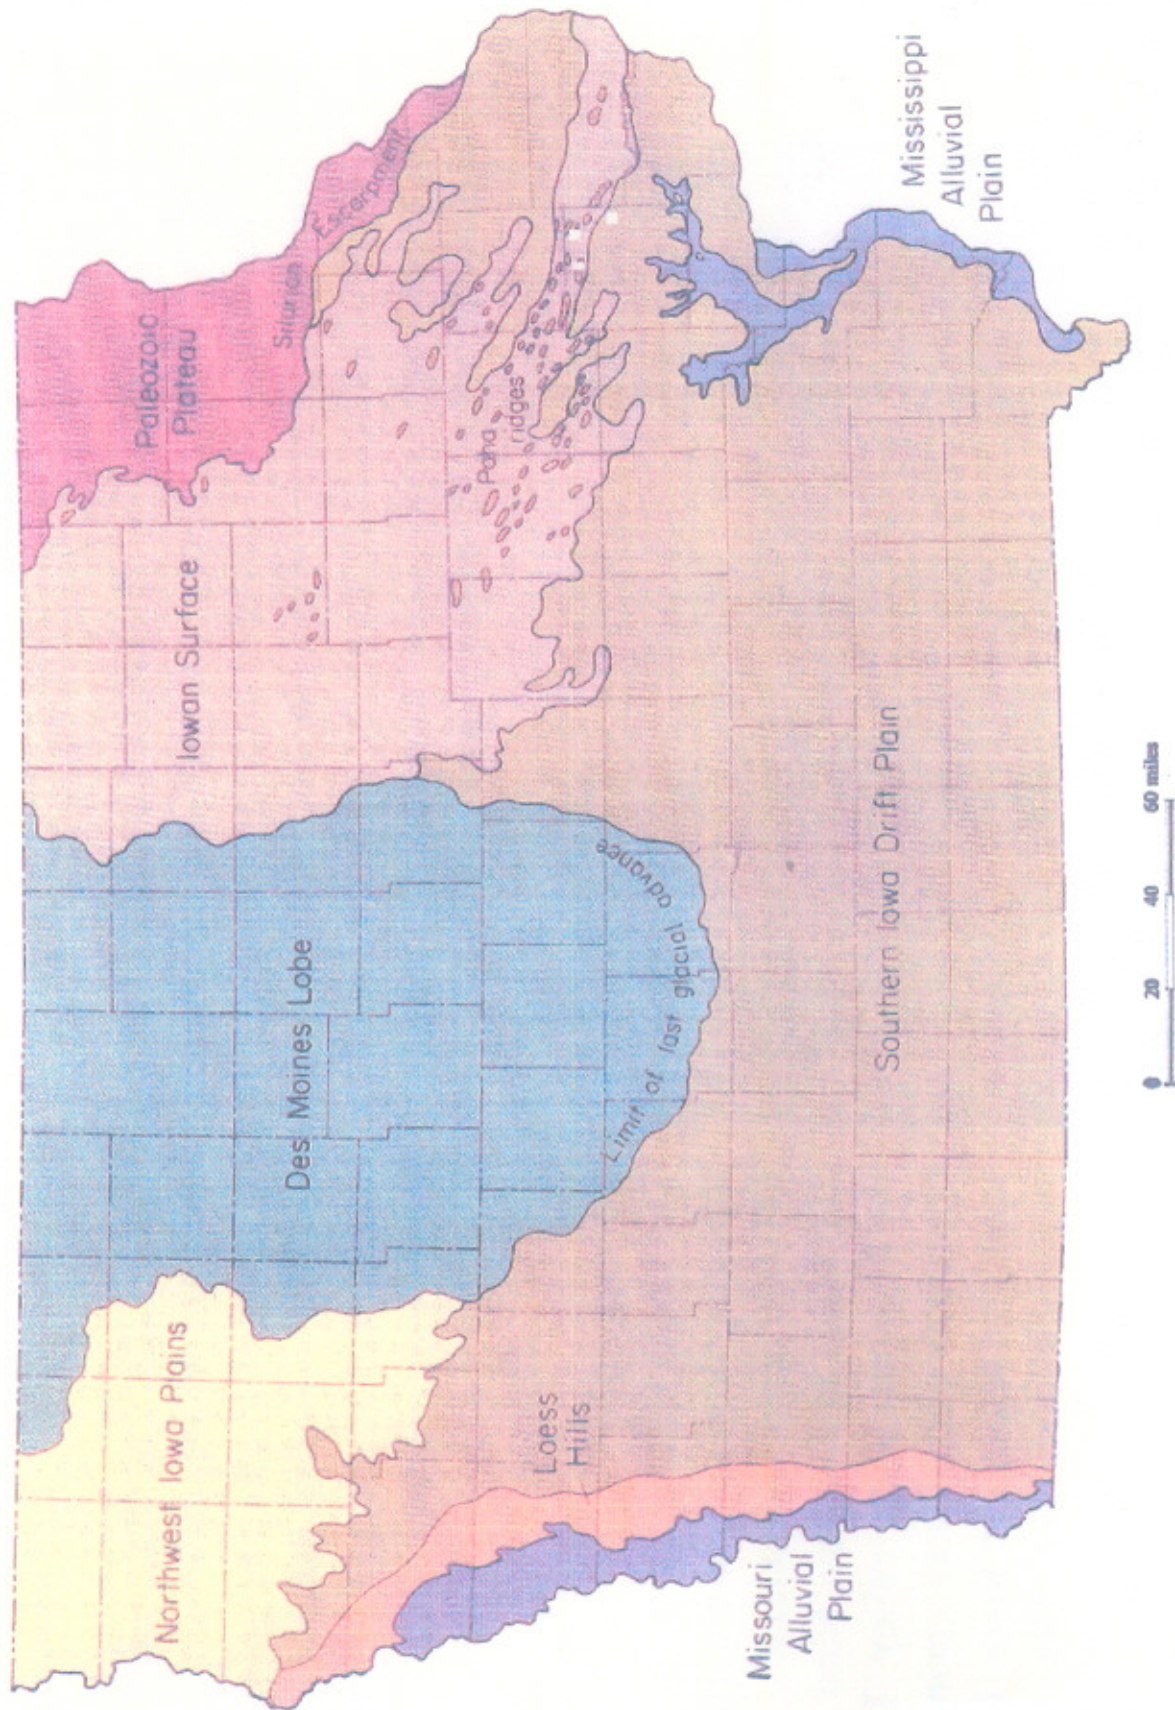 Northwest Iowa Plains
Des Moines Lobe
Iowan Surface
Paleozoic
Plateau
Silurian
Escarpment
Paha
ridges
Loess
Hills
Limit of last glacial advance
Southern Iowa Drift Plain
Missouri
Alluvial
Plain
Mississippi
Alluvial
Plain
0 20 40 60 miles